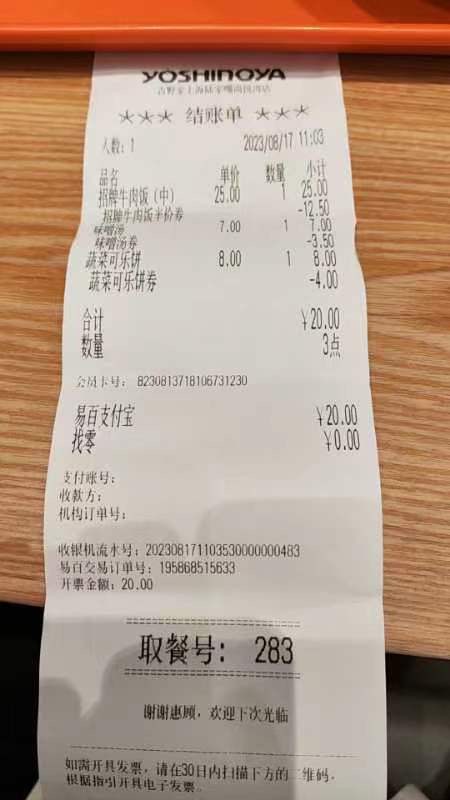 YOSHINOYA
吉野家上海陆家嘴商圈湾店
*** 结账单 ***
人数：1 2023/08/17 11:03
品名 单价 数量 小计
招牌牛肉饭（中） 25.00 1 25.00
招牌牛肉饭半价券 -12.50
味噌汤 7.00 1 7.00
味噌汤券 -3.50
蔬菜可乐饼 8.00 1 8.00
蔬菜可乐饼券 -4.00
合计 ￥20.00
数量 3点
会员卡号： 8230813718106731230
易百支付宝 ￥20.00
找零 ￥0.00
支付账号：
收款方：
机构订单号：
收银机流水号：202308171103530000000483
易百交易订单号：195868515633
开票金额：20.00
取餐号： 283
谢谢惠顾，欢迎下次光临
如需开具发票，请在30日内扫描下方的二维码，
根据指引开具电子发票。